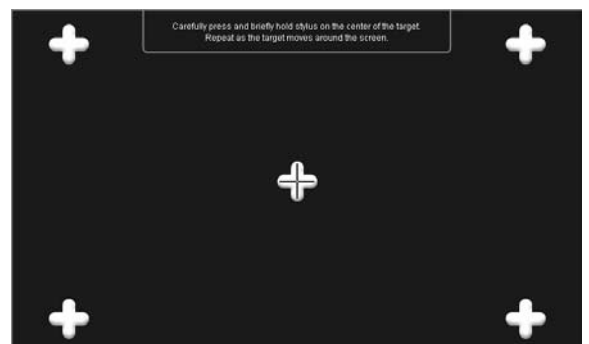 Carefully press and briefly hold stylus on the center of the target.
Repeat as the target moves around the screen.